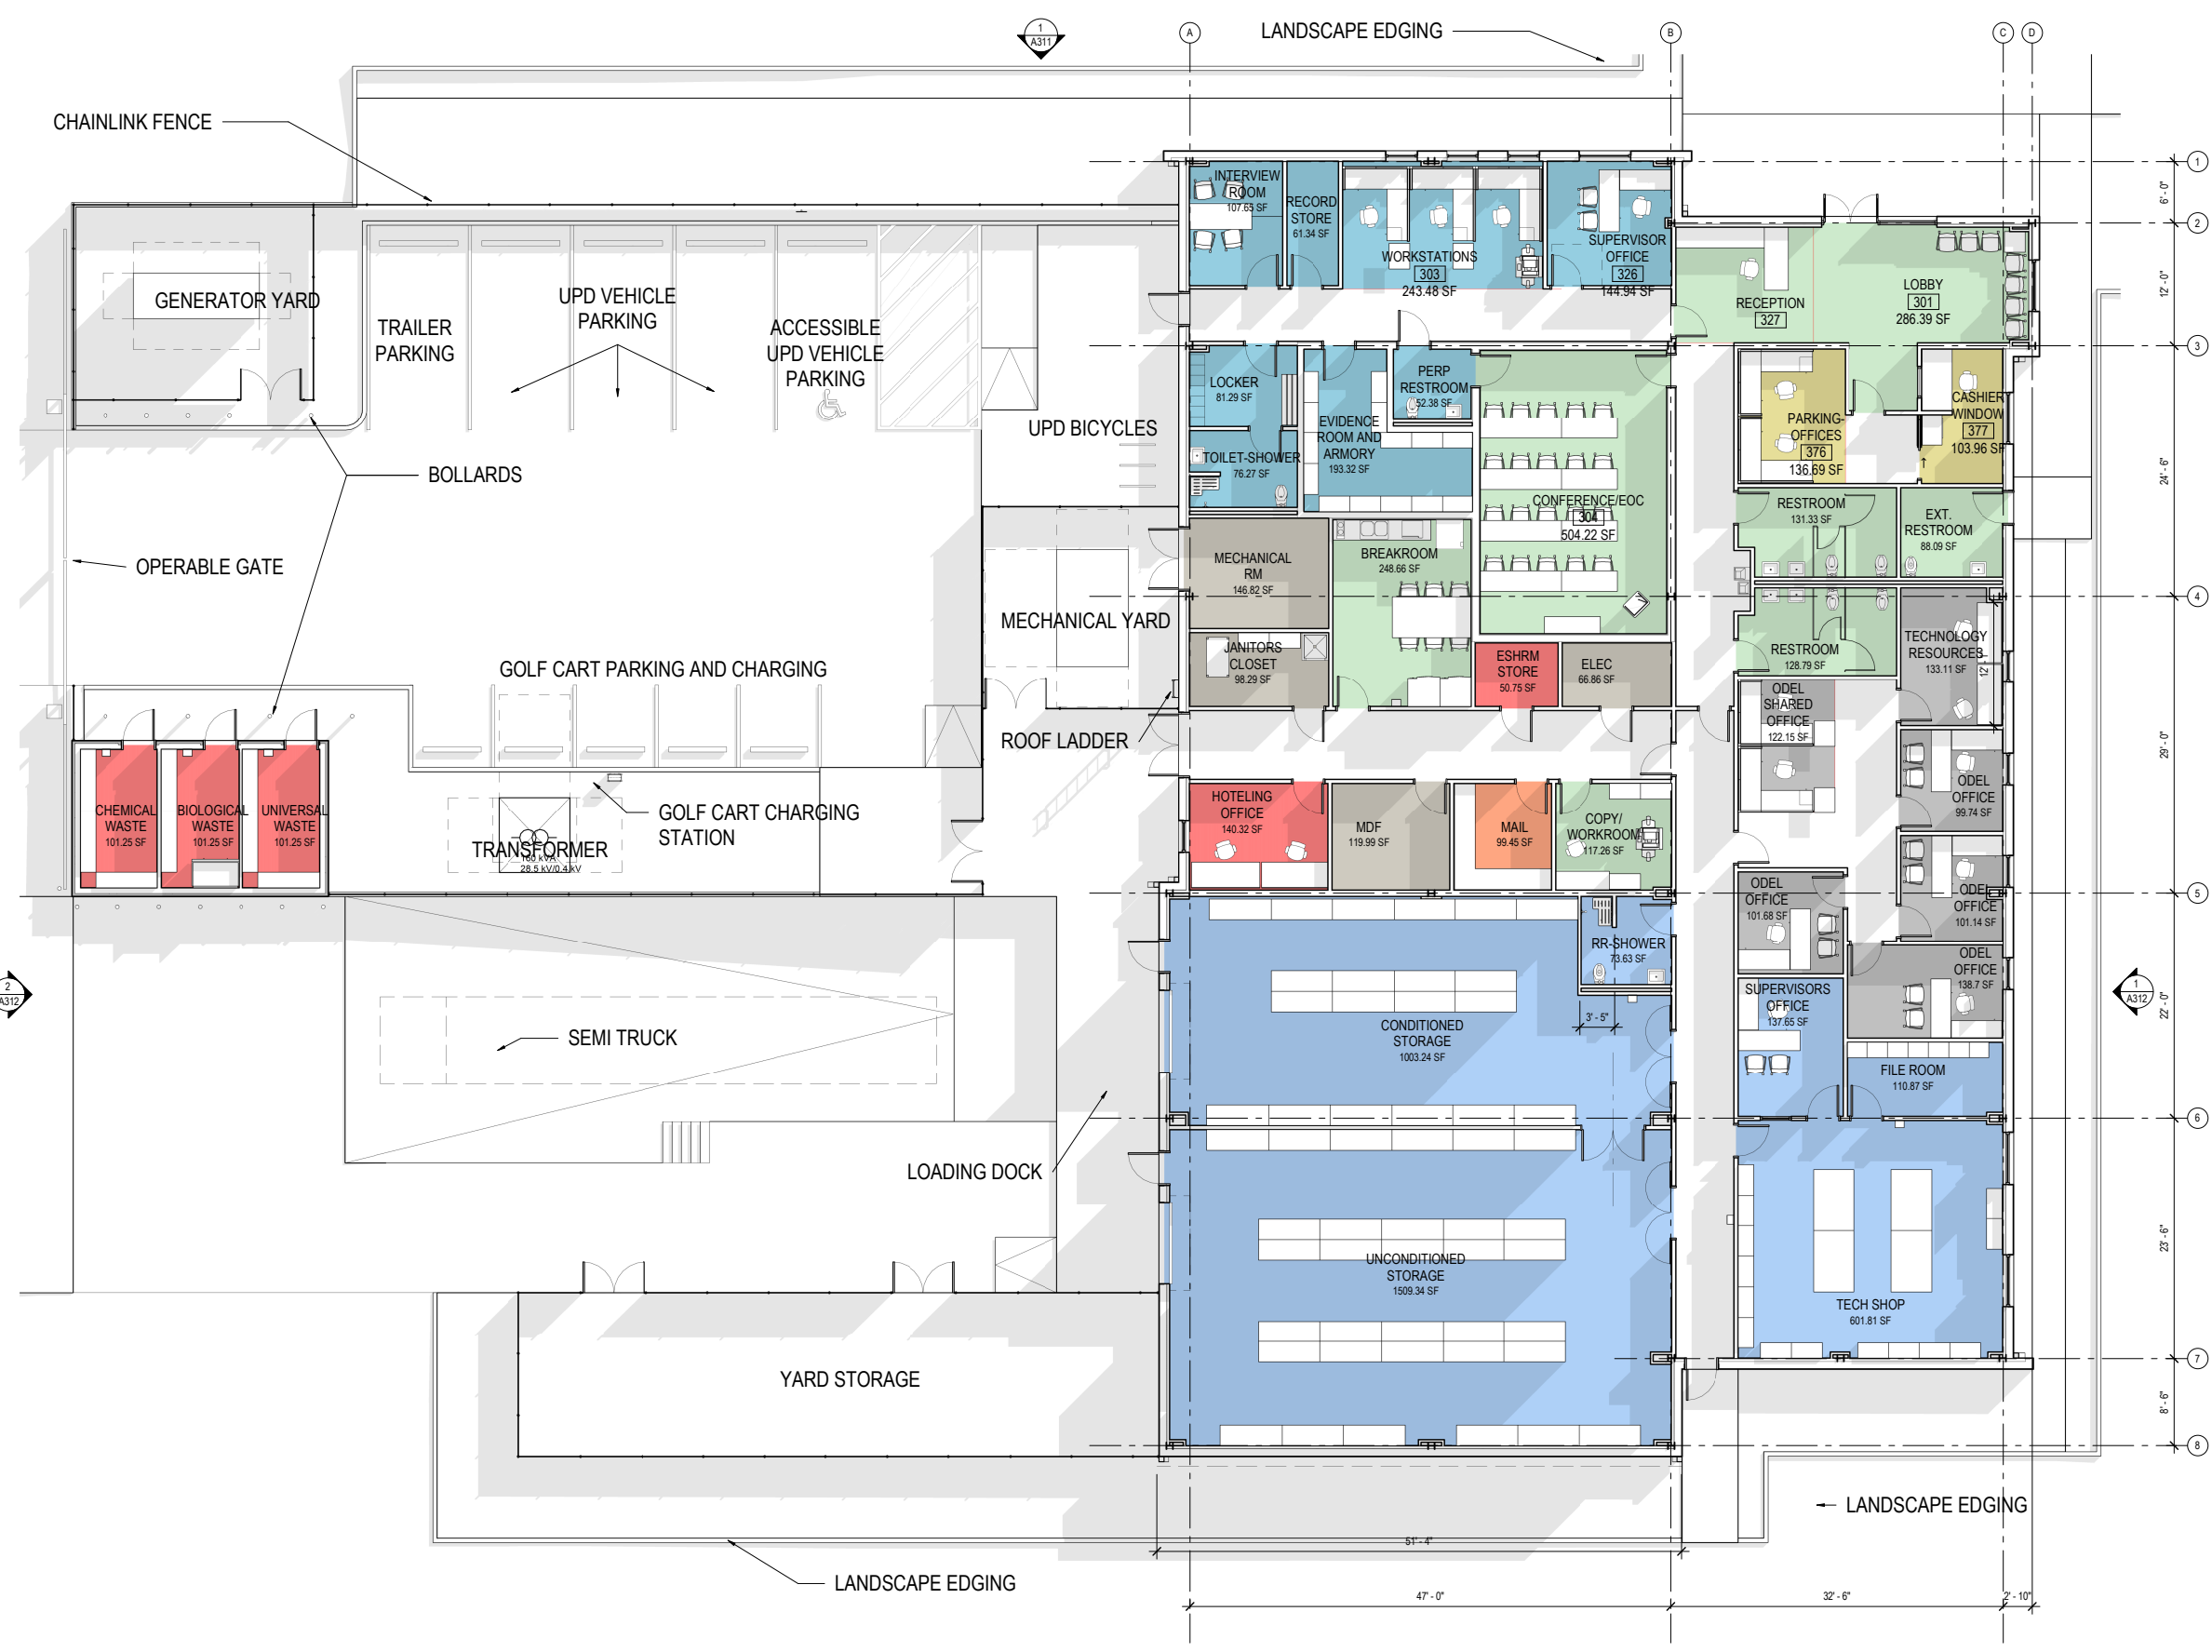 1
A311
LANDSCAPE EDGING
A
B
C
D
CHAINLINK FENCE
1
6' - 0"
2
12' - 0"
3
24' - 6"
4
29' - 0"
5
22' - 0"
6
23' - 6"
7
8' - 6"
8
INTERVIEW
ROOM
107.65 SF
RECORD
STORE
61.34 SF
WORKSTATIONS
303
243.48 SF
SUPERVISOR
OFFICE
326
144.94 SF
RECEPTION
327
LOBBY
301
286.39 SF
GENERATOR YARD
TRAILER
PARKING
UPD VEHICLE
PARKING
ACCESSIBLE
UPD VEHICLE
PARKING
UPD BICYCLES
BOLLARDS
OPERABLE GATE
LOCKER
81.29 SF
TOILET-SHOWER
76.27 SF
EVIDENCE
ROOM AND
ARMORY
193.32 SF
PERP
RESTROOM
52.38 SF
CONFERENCE/EOC
304
504.22 SF
PARKING-
OFFICES
376
136.69 SF
CASHIER
WINDOW
377
103.96 SF
RESTROOM
131.33 SF
EXT.
RESTROOM
88.09 SF
MECHANICAL
RM
146.82 SF
BREAKROOM
248.66 SF
MECHANICAL YARD
JANITORS
CLOSET
98.29 SF
ESHRM
STORE
50.75 SF
ELEC
66.86 SF
RESTROOM
128.79 SF
TECHNOLOGY
RESOURCES
133.11 SF
ODEL
SHARED
OFFICE
122.15 SF
GOLF CART PARKING AND CHARGING
ROOF LADDER
ODEL
OFFICE
99.74 SF
CHEMICAL
WASTE
101.25 SF
BIOLOGICAL
WASTE
101.25 SF
UNIVERSAL
WASTE
101.25 SF
GOLF CART CHARGING
STATION
TRANSFORMER
160 kVA
28.5 kV/0.4 kV
HOTELING
OFFICE
140.32 SF
MDF
119.99 SF
MAIL
99.45 SF
COPY/
WORKROOM
117.26 SF
ODEL
OFFICE
101.68 SF
ODEL
OFFICE
101.14 SF
RR-SHOWER
73.63 SF
ODEL
OFFICE
138.7 SF
2
A312
1
A312
SUPERVISORS
OFFICE
137.65 SF
3' - 5"
SEMI TRUCK
CONDITIONED
STORAGE
1003.24 SF
FILE ROOM
110.87 SF
LOADING DOCK
UNCONDITIONED
STORAGE
1509.34 SF
TECH SHOP
601.81 SF
YARD STORAGE
LANDSCAPE EDGING
51' - 4"
LANDSCAPE EDGING
47' - 0"
32' - 6"
2' - 10"